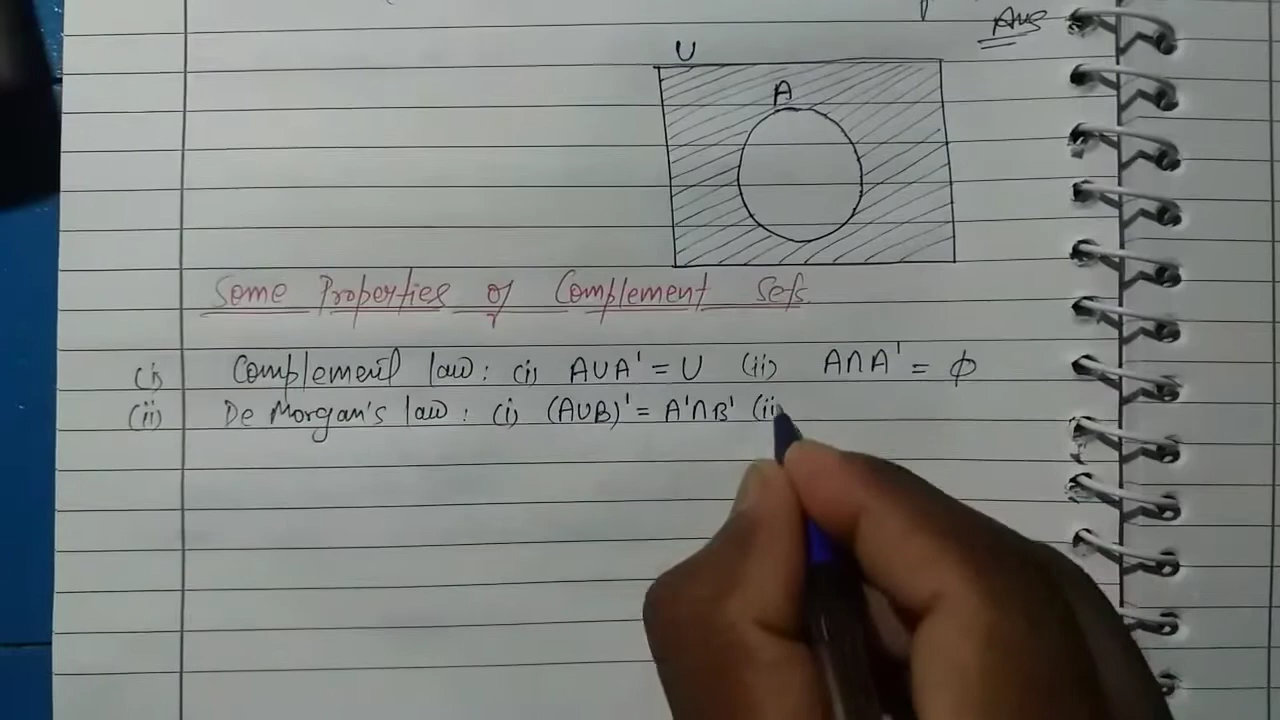 Ans
U
A
Some Properties of Complement Sets
(i) Complement law: (i) A∪A' = U (ii) A∩A' = ϕ
(ii) De Morgan's law: (i) (A∪B)' = A'∩B' (ii